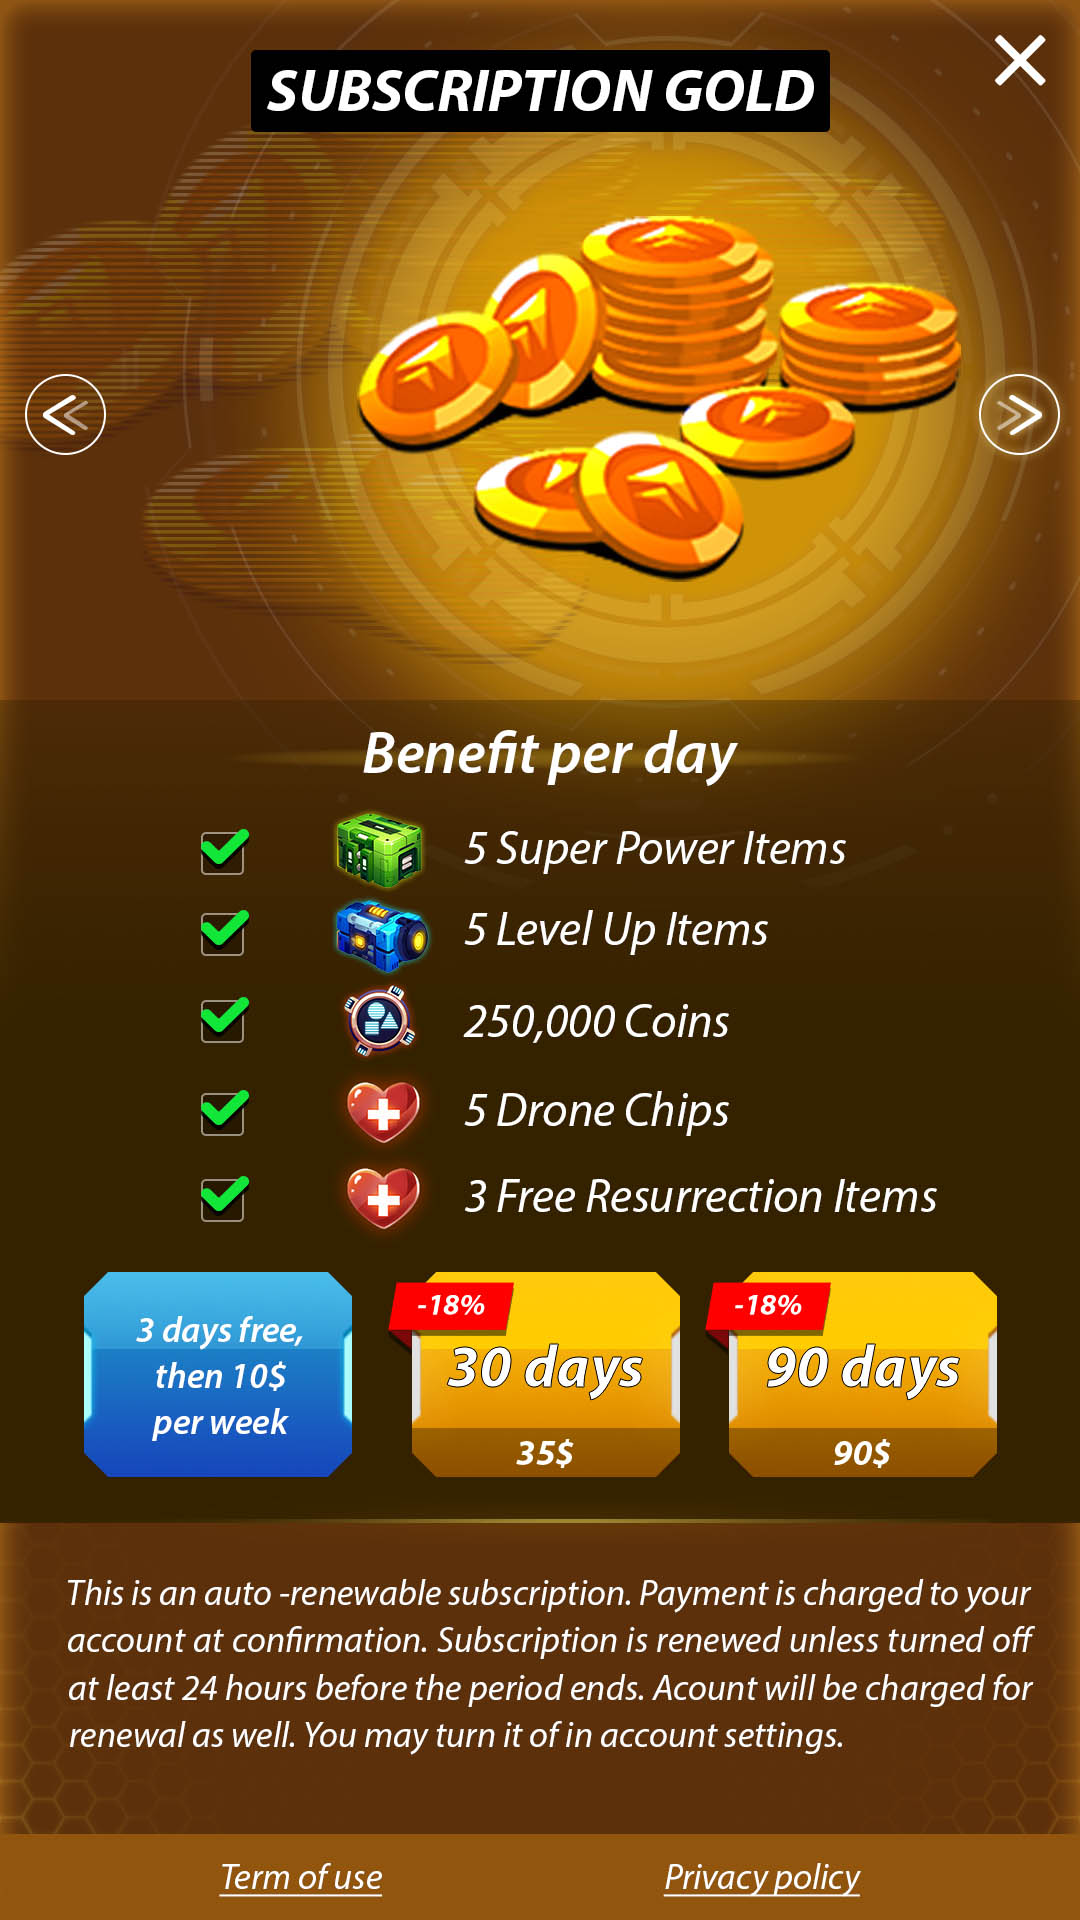 SUBSCRIPTION GOLD
Benefit per day
5 Super Power Items
5 Level Up Items
250,000 Coins
5 Drone Chips
3 Free Resurrection Items
3 days free,
then 10$
per week
-18%
30 days
35$
-18%
90 days
90$
This is an auto -renewable subscription. Payment is charged to your
account at confirmation. Subscription is renewed unless turned off
at least 24 hours before the period ends. Acount will be charged for
renewal as well. You may turn it of in account settings.
Term of use
Privacy policy